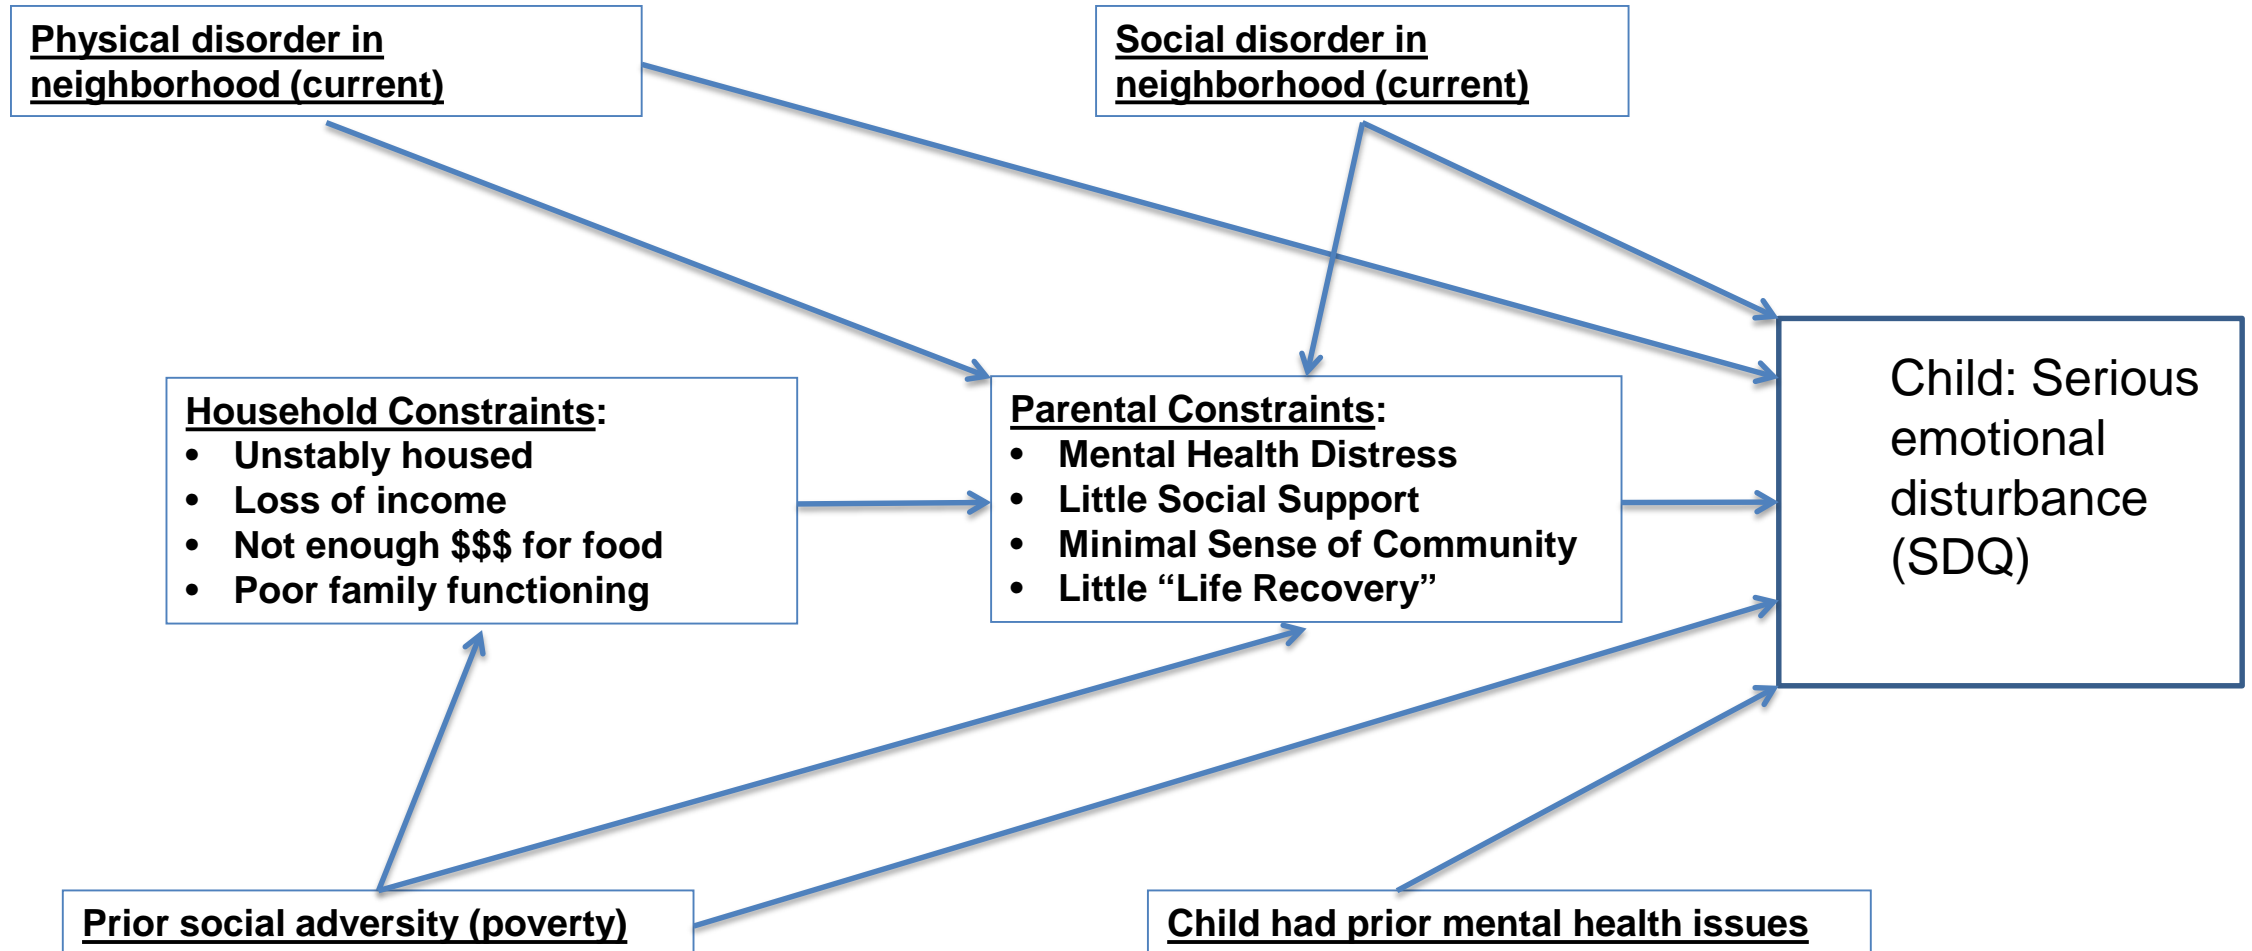 Physical disorder in
neighborhood (current)
Social disorder in
neighborhood (current)
Household Constraints:
• Unstably housed
• Loss of income
• Not enough $$$ for food
• Poor family functioning
Parental Constraints:
• Mental Health Distress
• Little Social Support
• Minimal Sense of Community
• Little “Life Recovery”
Child: Serious
emotional
disturbance
(SDQ)
Prior social adversity (poverty)
Child had prior mental health issues